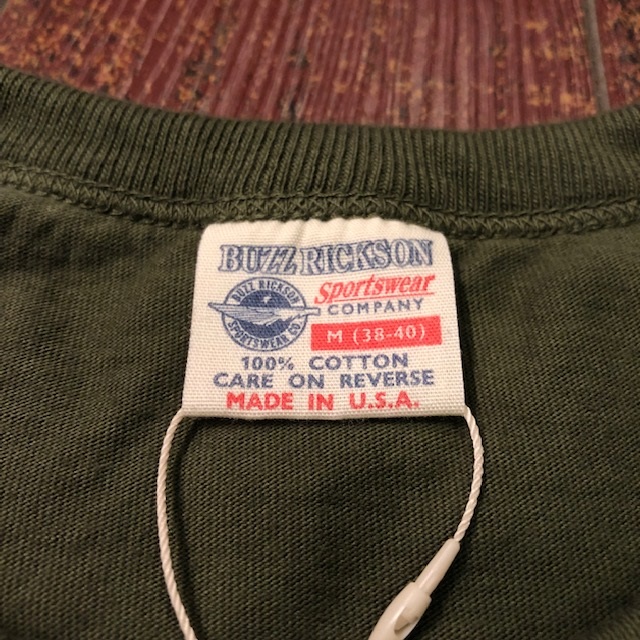 BUZZ RICKSON
Sportswear
COMPANY
BUZZ RICKSON
SPORTSWEAR CO.
M (38-40)
100% COTTON
CARE ON REVERSE
MADE IN U.S.A.